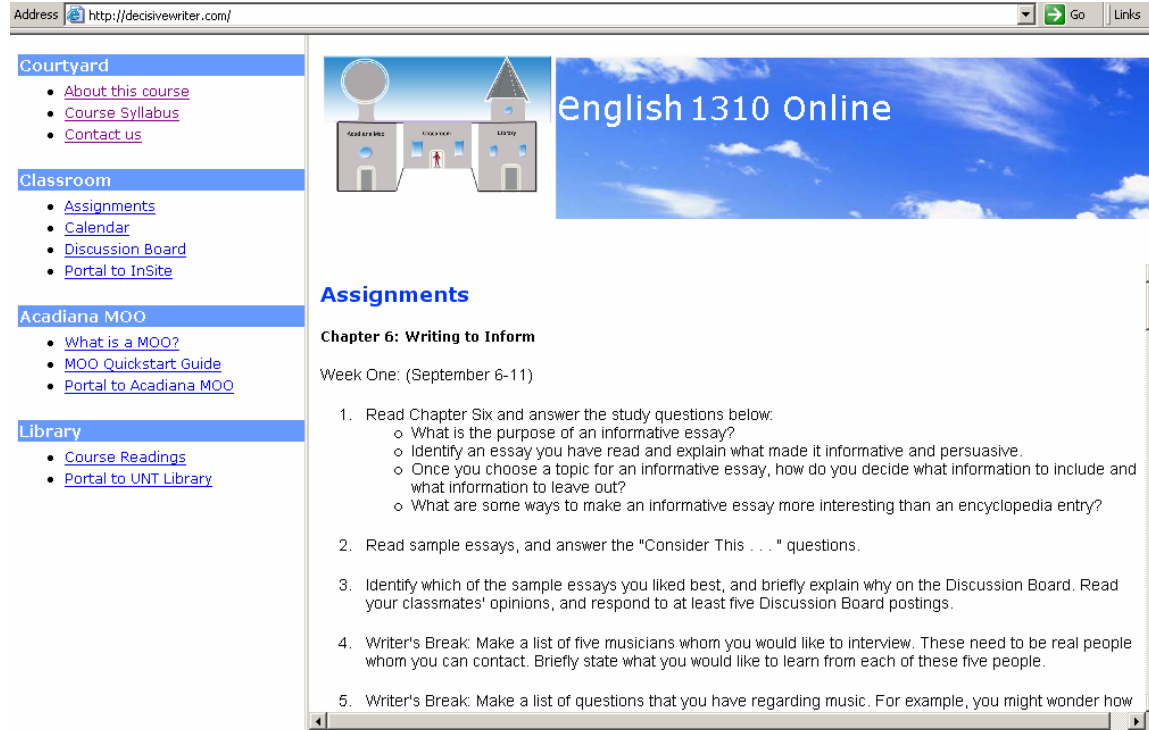 Address http://decisivewriter.com/ Go Links
Courtyard
• About this course
• Course Syllabus
• Contact us
Classroom
• Assignments
• Calendar
• Discussion Board
• Portal to InSite
Acadiana MOO
• What is a MOO?
• MOO Quickstart Guide
• Portal to Acadiana MOO
Library
• Course Readings
• Portal to UNT Library
Acadiana Moo Classroom Library
English 1310 Online
Assignments
Chapter 6: Writing to Inform
Week One: (September 6-11)
1. Read Chapter Six and answer the study questions below:
o What is the purpose of an informative essay?
o Identify an essay you have read and explain what made it informative and persuasive.
o Once you choose a topic for an informative essay, how do you decide what information to include and
what information to leave out?
o What are some ways to make an informative essay more interesting than an encyclopedia entry?
2. Read sample essays, and answer the "Consider This . . . " questions.
3. Identify which of the sample essays you liked best, and briefly explain why on the Discussion Board. Read
your classmates' opinions, and respond to at least five Discussion Board postings.
4. Writer's Break: Make a list of five musicians whom you would like to interview. These need to be real people
whom you can contact. Briefly state what you would like to learn from each of these five people.
5. Writer's Break: Make a list of questions that you have regarding music. For example, you might wonder how